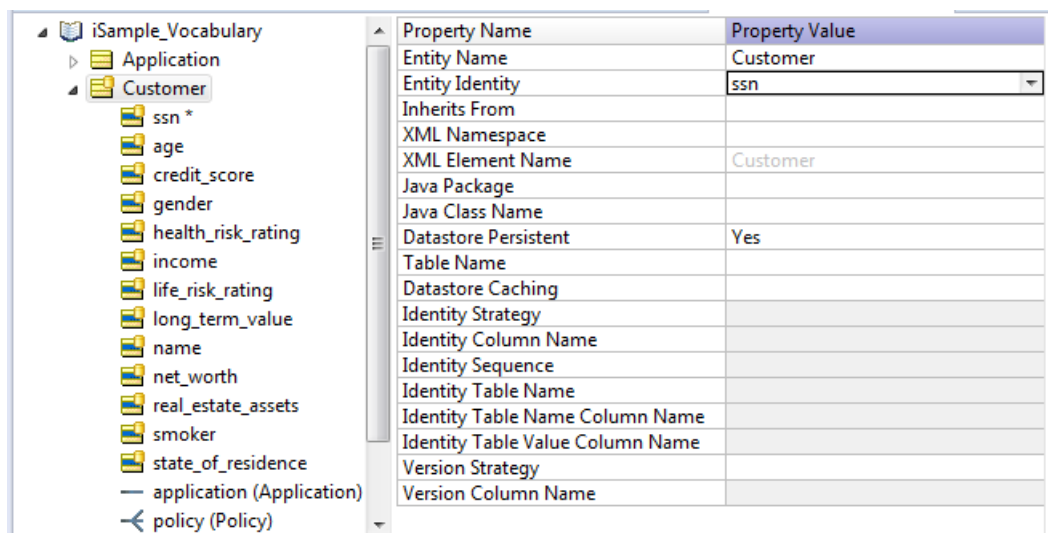 iSample_Vocabulary
Application
Customer
ssn *
age
credit_score
gender
health_risk_rating
income
life_risk_rating
long_term_value
name
net_worth
real_estate_assets
smoker
state_of_residence
application (Application)
policy (Policy)
Property Name Property Value
Entity Name Customer
Entity Identity ssn
Inherits From
XML Namespace
XML Element Name Customer
Java Package
Java Class Name
Datastore Persistent Yes
Table Name
Datastore Caching
Identity Strategy
Identity Column Name
Identity Sequence
Identity Table Name
Identity Table Name Column Name
Identity Table Value Column Name
Version Strategy
Version Column Name